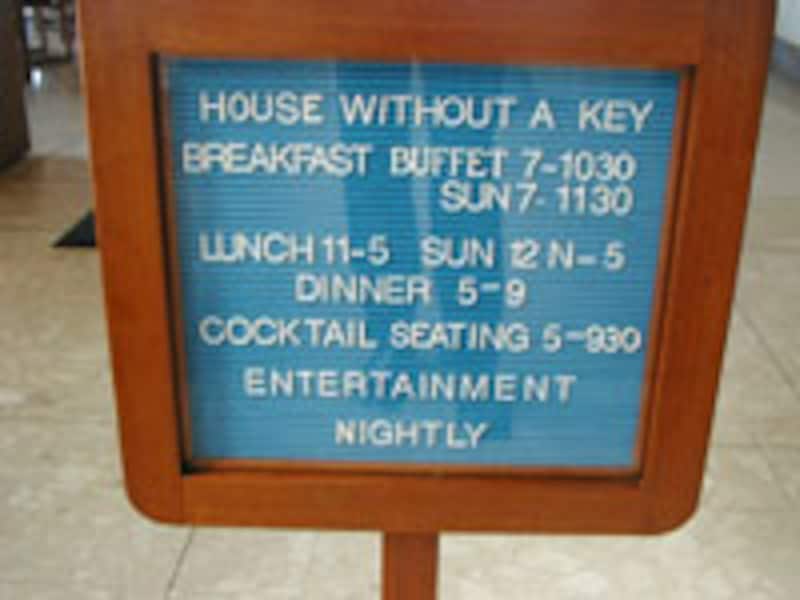 HOUSE WITHOUT A KEY
BREAKFAST BUFFET 7-1030
SUN 7-1130
LUNCH 11-5 SUN 12 N-5
DINNER 5-9
COCKTAIL SEATING 5-930
ENTERTAINMENT
NIGHTLY